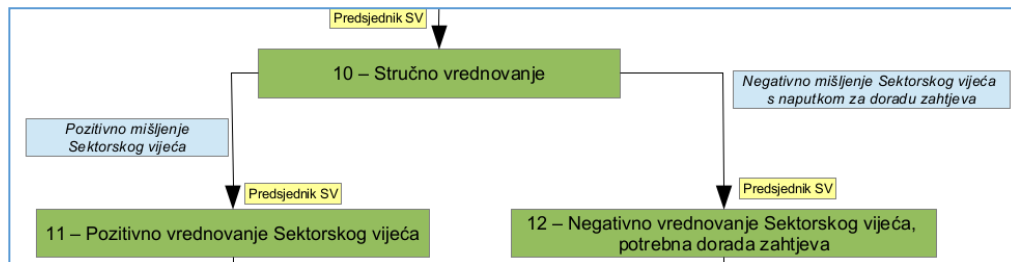 Predsjednik SV
10 – Stručno vrednovanje
Negativno mišljenje Sektorskog vijeća
s naputkom za doradu zahtjeva
Pozitivno mišljenje
Sektorskog vijeća
Predsjednik SV
Predsjednik SV
11 – Pozitivno vrednovanje Sektorskog vijeća
12 – Negativno vrednovanje Sektorskog vijeća,
potrebna dorada zahtjeva